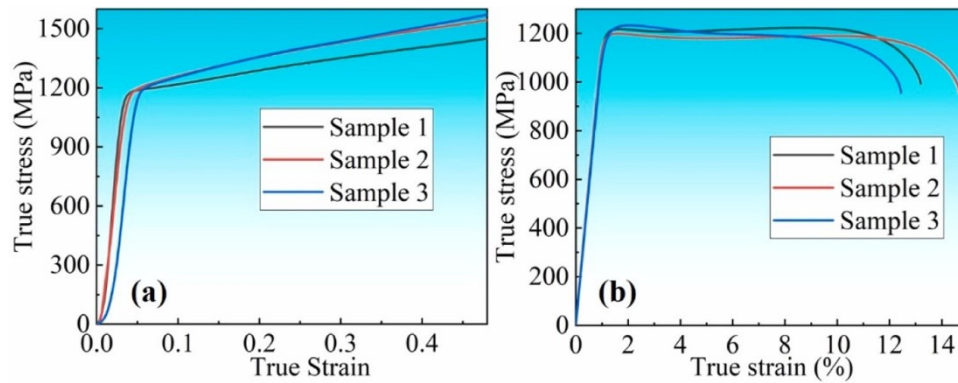 1500
1200
900
600
300
0
True stress (MPa)
Sample 1
Sample 2
Sample 3
(a)
0.0 0.1 0.2 0.3 0.4
True Strain
1200
1000
800
600
400
200
0
True stress (MPa)
Sample 1
Sample 2
Sample 3
(b)
0 2 4 6 8 10 12 14
True strain (%)